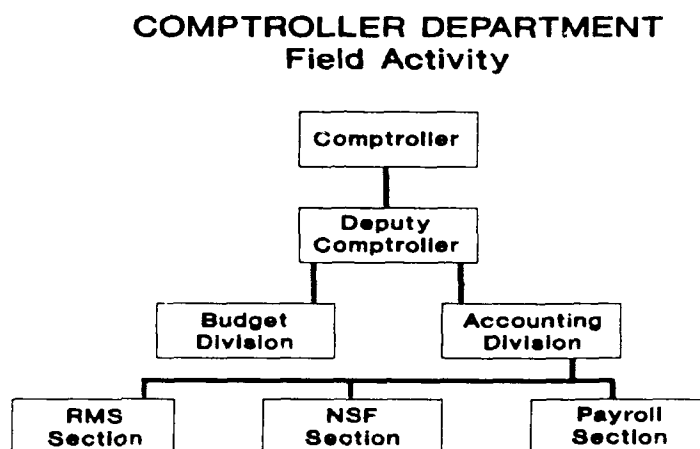 COMPTROLLER DEPARTMENT
Field Activity
Comptroller
Deputy
Comptroller
Budget
Division
Accounting
Division
RMS
Section
NSF
Section
Payroll
Section